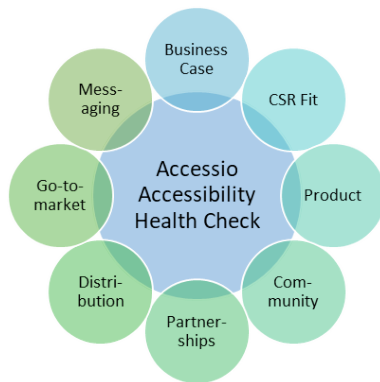 Business
Case
CSR Fit
Product
Com-
munity
Partner-
ships
Distri-
bution
Go-to-
market
Mess-
aging
Accessio
Accessibility
Health Check